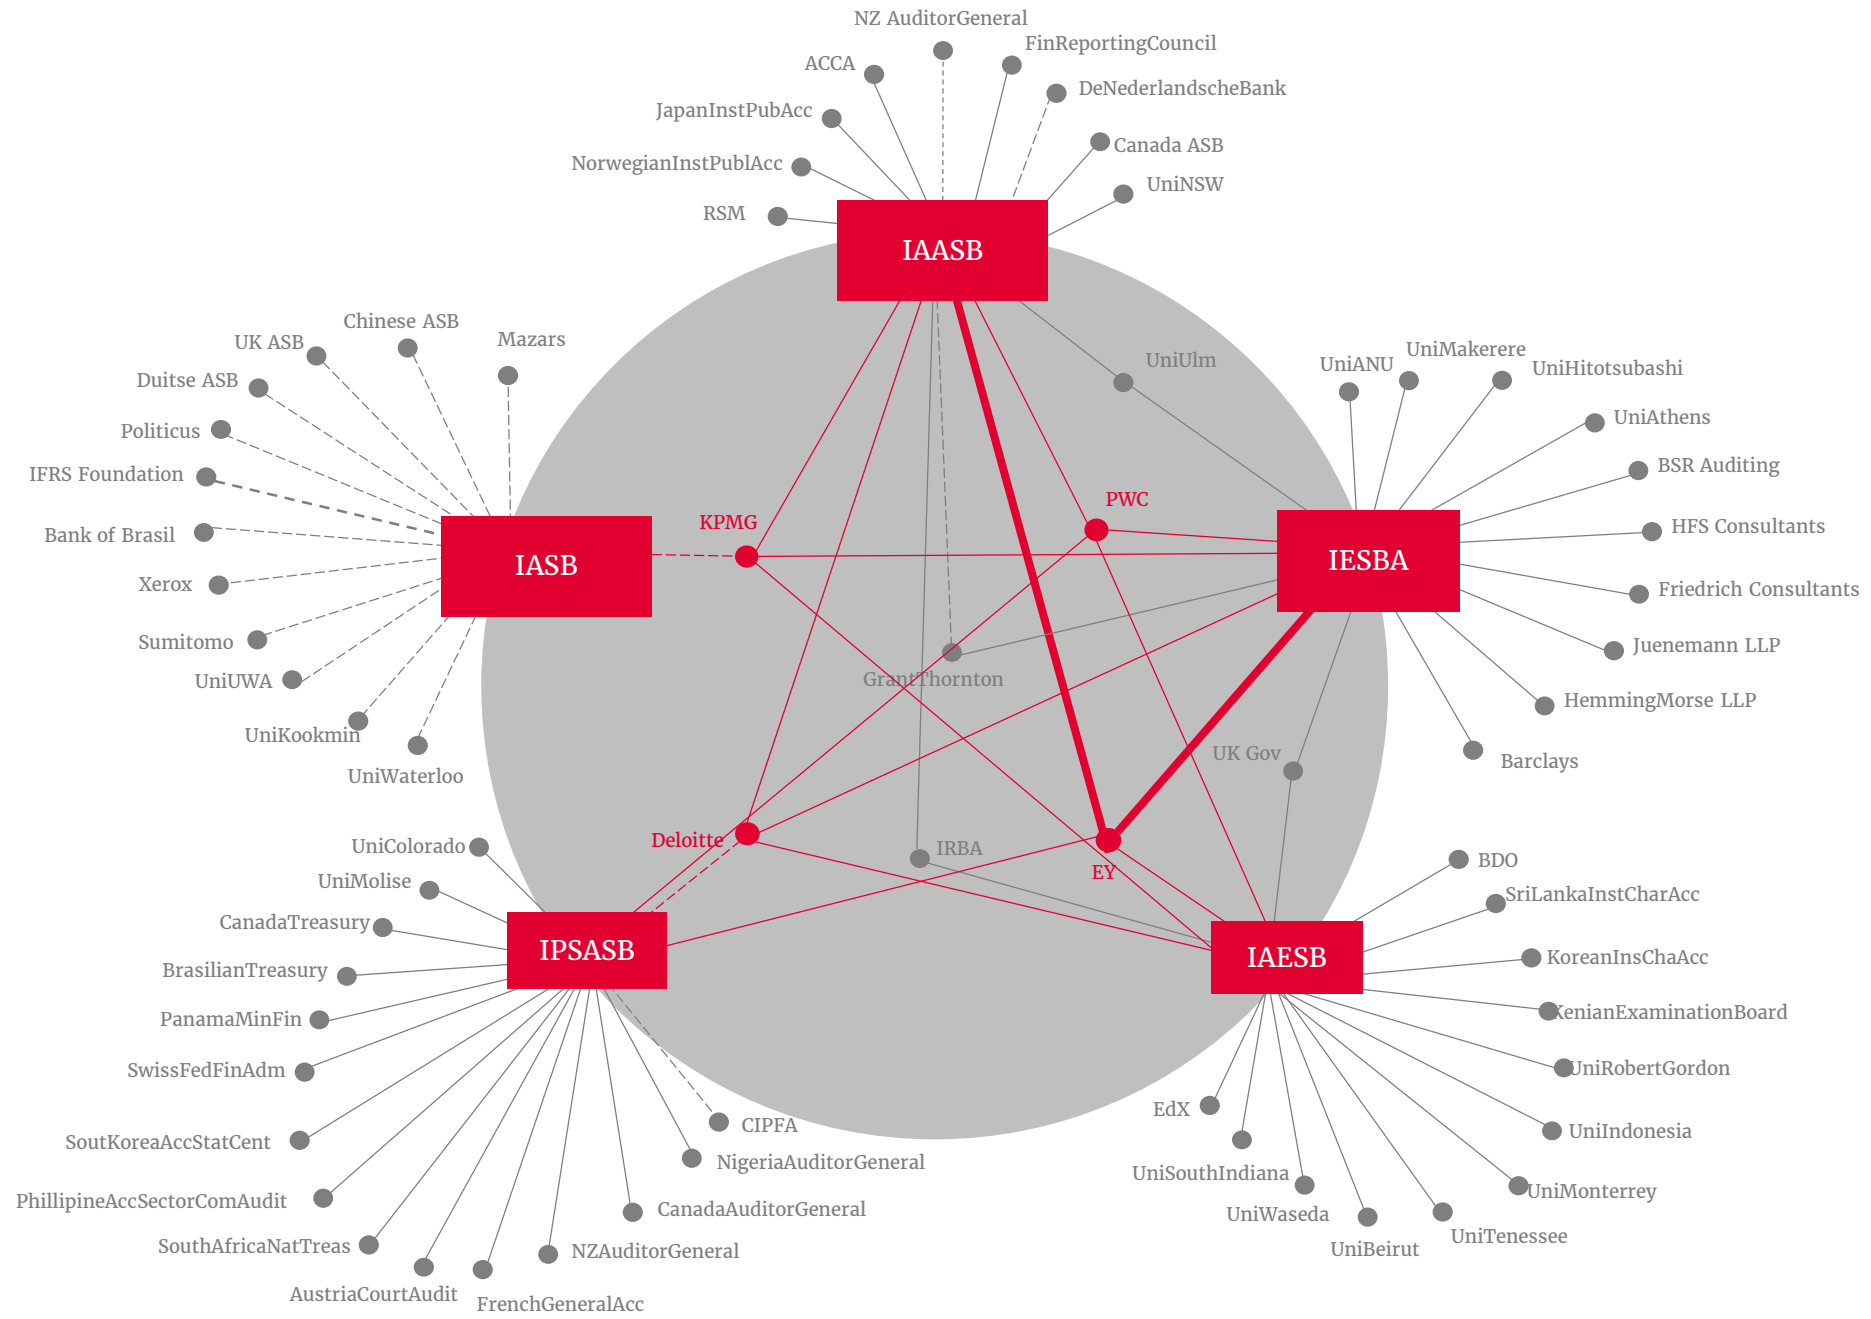 NZ AuditorGeneral
FinReportingCouncil
ACCA
DeNederlandscheBank
JapanInstPubAcc
Canada ASB
NorwegianInstPublAcc
UniNSW
RSM
IAASB
Chinese ASB
UK ASB
Mazars
Duitse ASB
Politicus
IFRS Foundation
Bank of Brasil
Xerox
Sumitomo
UniUWA
UniKookmin
UniWaterloo
IASB
KPMG
PWC
UniUlm
GrantThornton
UniANU
UniMakerere
UniHitotsubashi
UniAthens
BSR Auditing
HFS Consultants
Friedrich Consultants
Juenemann LLP
HemmingMorse LLP
Barclays
IESBA
UK Gov
Deloitte
IRBA
EY
UniColorado
UniMolise
CanadaTreasury
BrasilianTreasury
PanamaMinFin
SwissFedFinAdm
SoutKoreaAccStatCent
PhillipineAccSectorComAudit
SouthAfricaNatTreas
AustriaCourtAudit
FrenchGeneralAcc
NZAuditorGeneral
CanadaAuditorGeneral
NigeriaAuditorGeneral
CIPFA
IPSASB
IAESB
BDO
SriLankaInstCharAcc
KoreanInsChaAcc
KenianExaminationBoard
UniRobertGordon
UniIndonesia
UniMonterrey
UniTenessee
UniBeirut
UniWaseda
UniSouthIndiana
EdX